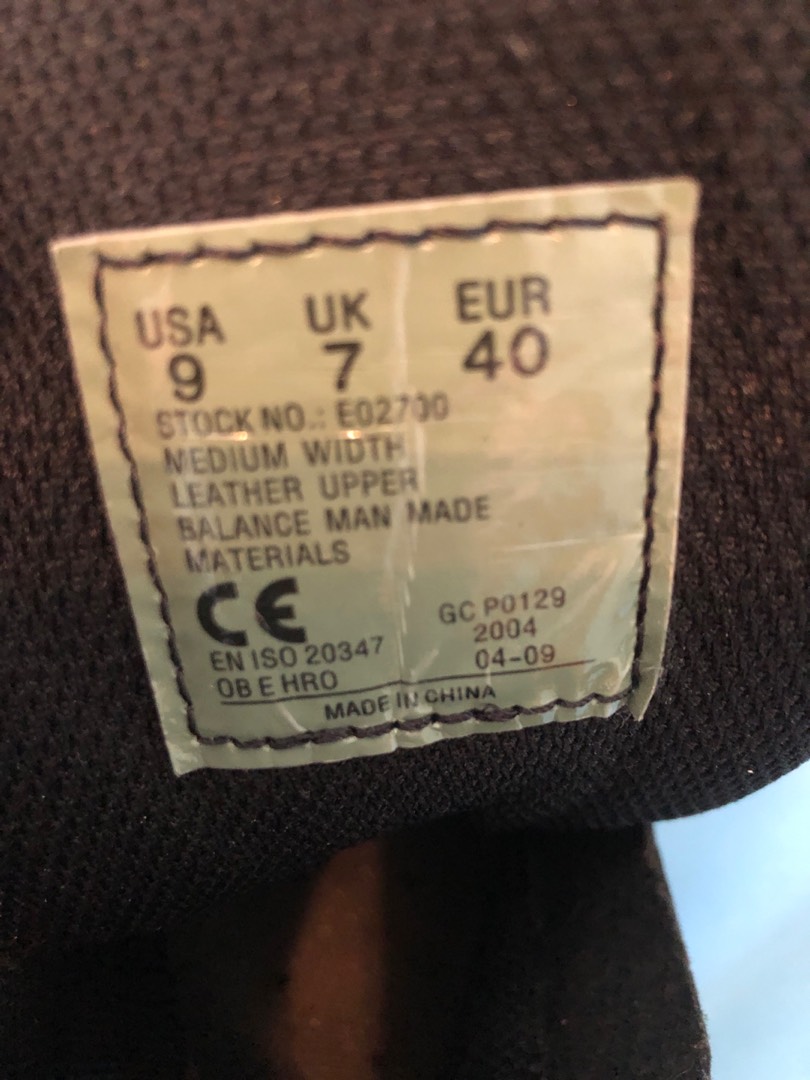 USA UK EUR
9 7 40
STOCK NO.: E02700
MEDIUM WIDTH
LEATHER UPPER
BALANCE MAN MADE
MATERIALS
CE
GC P0129
2004
04-09
EN ISO 20347
OB E HRO
MADE IN CHINA